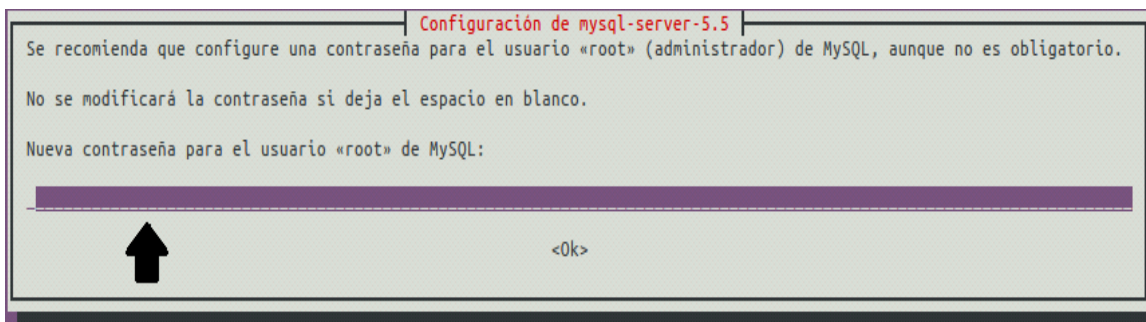 Configuración de mysql-server-5.5
Se recomienda que configure una contraseña para el usuario «root» (administrador) de MySQL, aunque no es obligatorio.
No se modificará la contraseña si deja el espacio en blanco.
Nueva contraseña para el usuario «root» de MySQL:
<Ok>